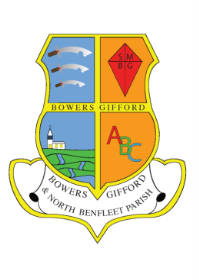 S M
B G
BOWERS GIFFORD
ABC
BOWERS GIFFORD
& NORTH BENFLEET PARISH